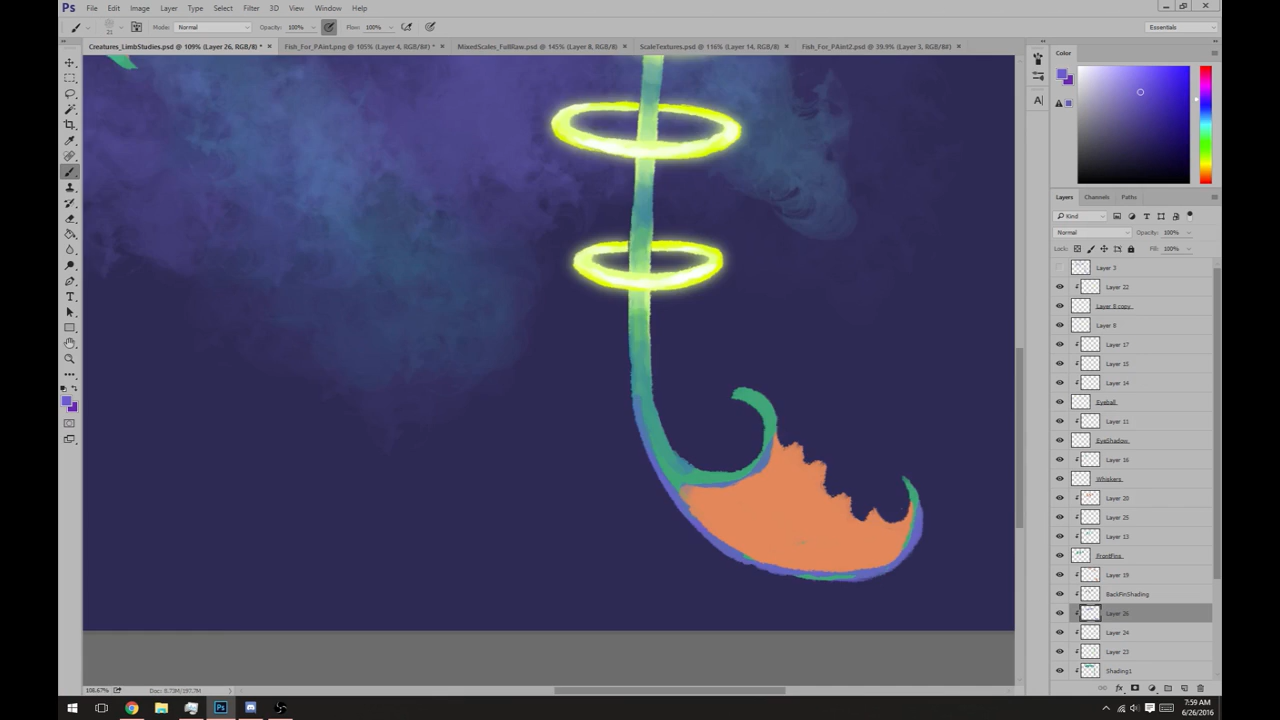 Ps File Edit Image Layer Type Select Filter 3D View Window Help
Mode: Normal Opacity: 100% Flow: 100% Essentials
Creatures_LimbStudies.psd @ 109% (Layer 26, RGB/8) * Fish_For_PAint.png @ 105% (Layer 4, RGB/8#) * MixedScales_FullRaw.psd @ 145% (Layer 8, RGB/8) ScaleTextures.psd @ 116% (Layer 14, RGB/8) Fish_For_PAint2.psd @ 39.9% (Layer 3, RGB/8#)
Color
Layers Channels Paths
Kind
Normal Opacity: 100%
Lock: Fill: 100%
Layer 3
Layer 22
Layer 8 copy
Layer 8
Layer 17
Layer 15
Layer 14
Eyeball
Layer 11
EyeShadow
Layer 16
Whiskers
Layer 20
Layer 25
Layer 13
FrontFins
Layer 19
BackFinShading
Layer 26
Layer 24
Layer 23
Shading1
108.67% Doc: 6.73M/197.7M
7:59 AM
6/26/2016